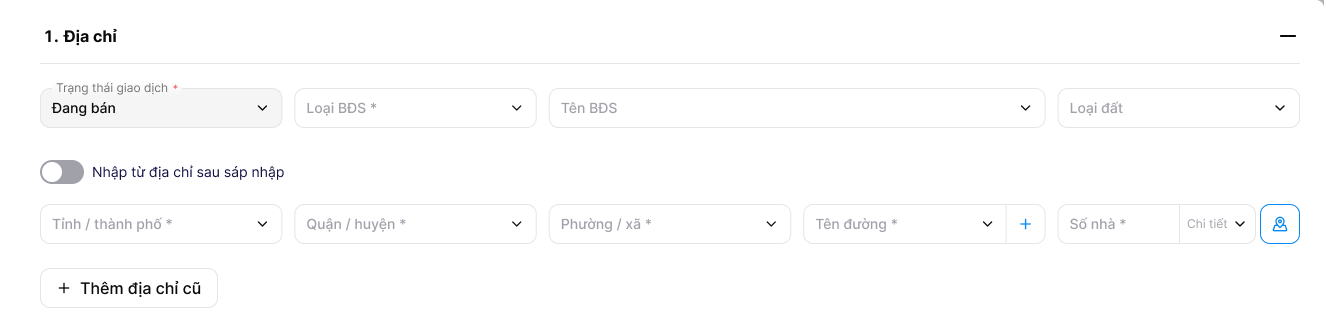 1. Địa chỉ
Trạng thái giao dịch *
Đang bán
Loại BĐS *
Tên BĐS
Loại đất
Nhập từ địa chỉ sau sáp nhập
Tỉnh / thành phố *
Quận / huyện *
Phường / xã *
Tên đường *
+
Số nhà *
Chi tiết
+ Thêm địa chỉ cũ